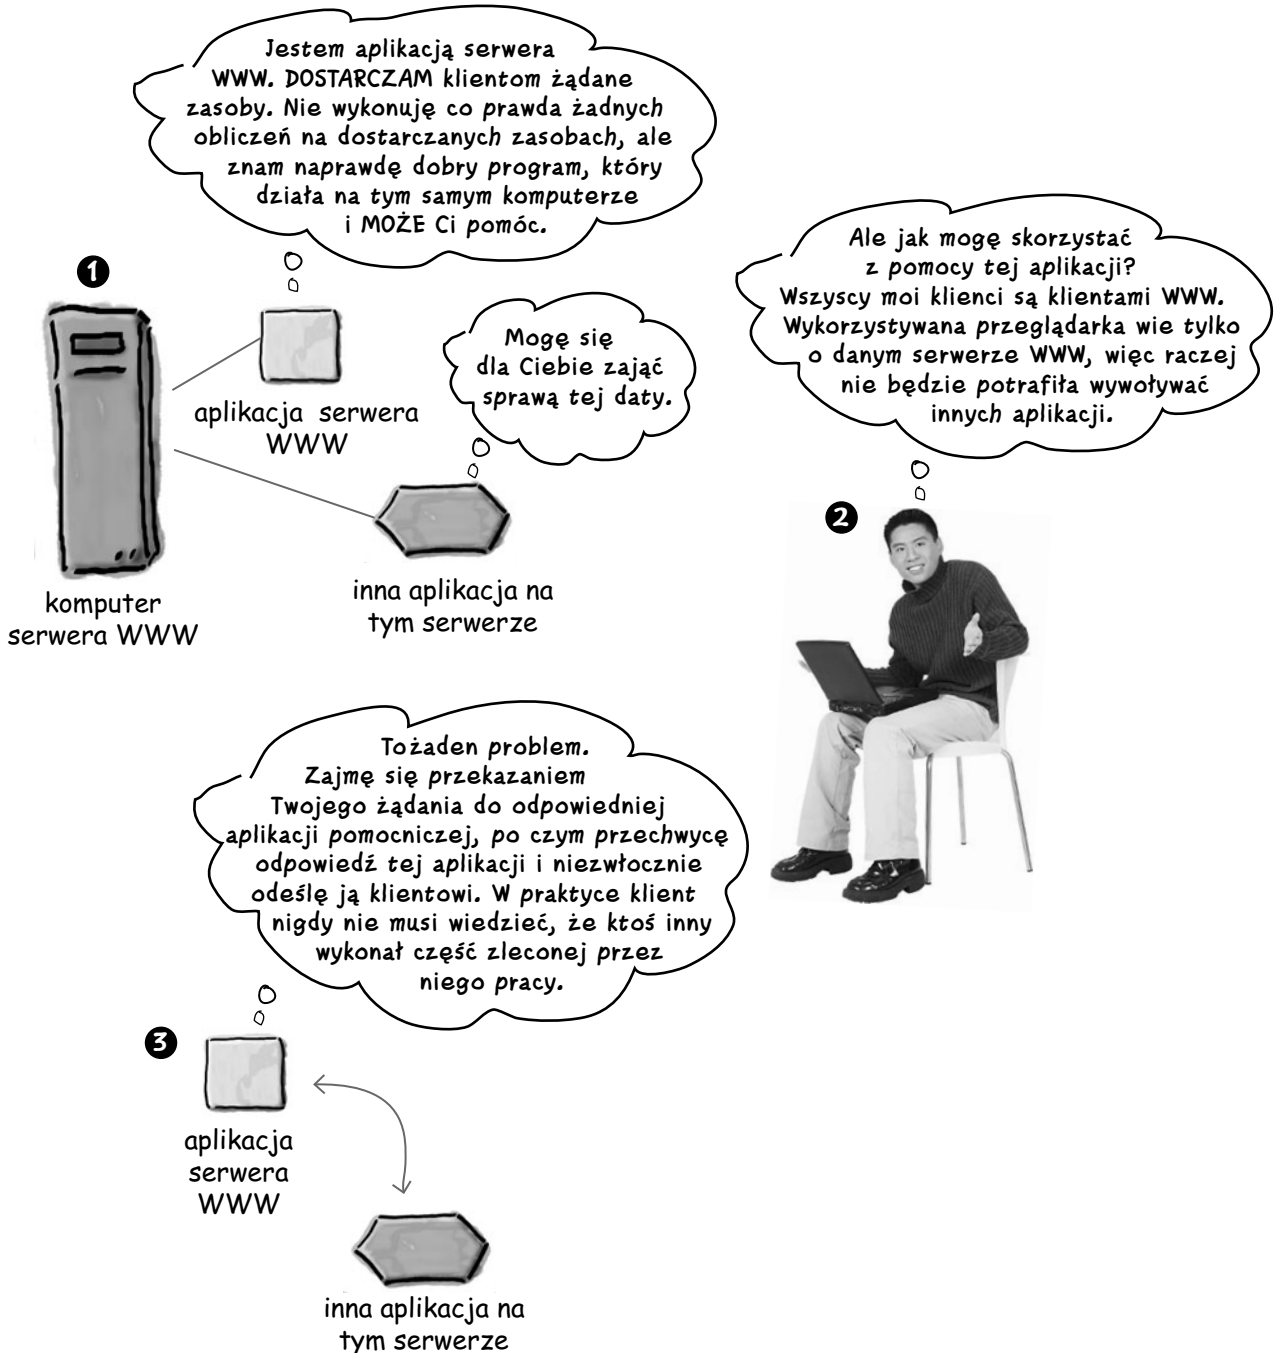 Jestem aplikacją serwera
WWW. DOSTARCZAM klientom żądane
zasoby. Nie wykonuję co prawda żadnych
obliczeń na dostarczanych zasobach, ale
znam naprawdę dobry program, który
działa na tym samym komputerze
i MOŻE Ci pomóc.
1
aplikacja serwera
WWW
Mogę się
dla Ciebie zająć
sprawą tej daty.
komputer
serwera WWW
inna aplikacja na
tym serwerze
Ale jak mogę skorzystać
z pomocy tej aplikacji?
Wszyscy moi klienci są klientami WWW.
Wykorzystywana przeglądarka wie tylko
o danym serwerze WWW, więc raczej
nie będzie potrafiła wywoływać
innych aplikacji.
2
Tożaden problem.
Zajmę się przekazaniem
Twojego żądania do odpowiedniej
aplikacji pomocniczej, po czym przechwycę
odpowiedź tej aplikacji i niezwłocznie
odeślę ją klientowi. W praktyce klient
nigdy nie musi wiedzieć, że ktoś inny
wykonał część zleconej przez
niego pracy.
3
aplikacja
serwera
WWW
inna aplikacja na
tym serwerze